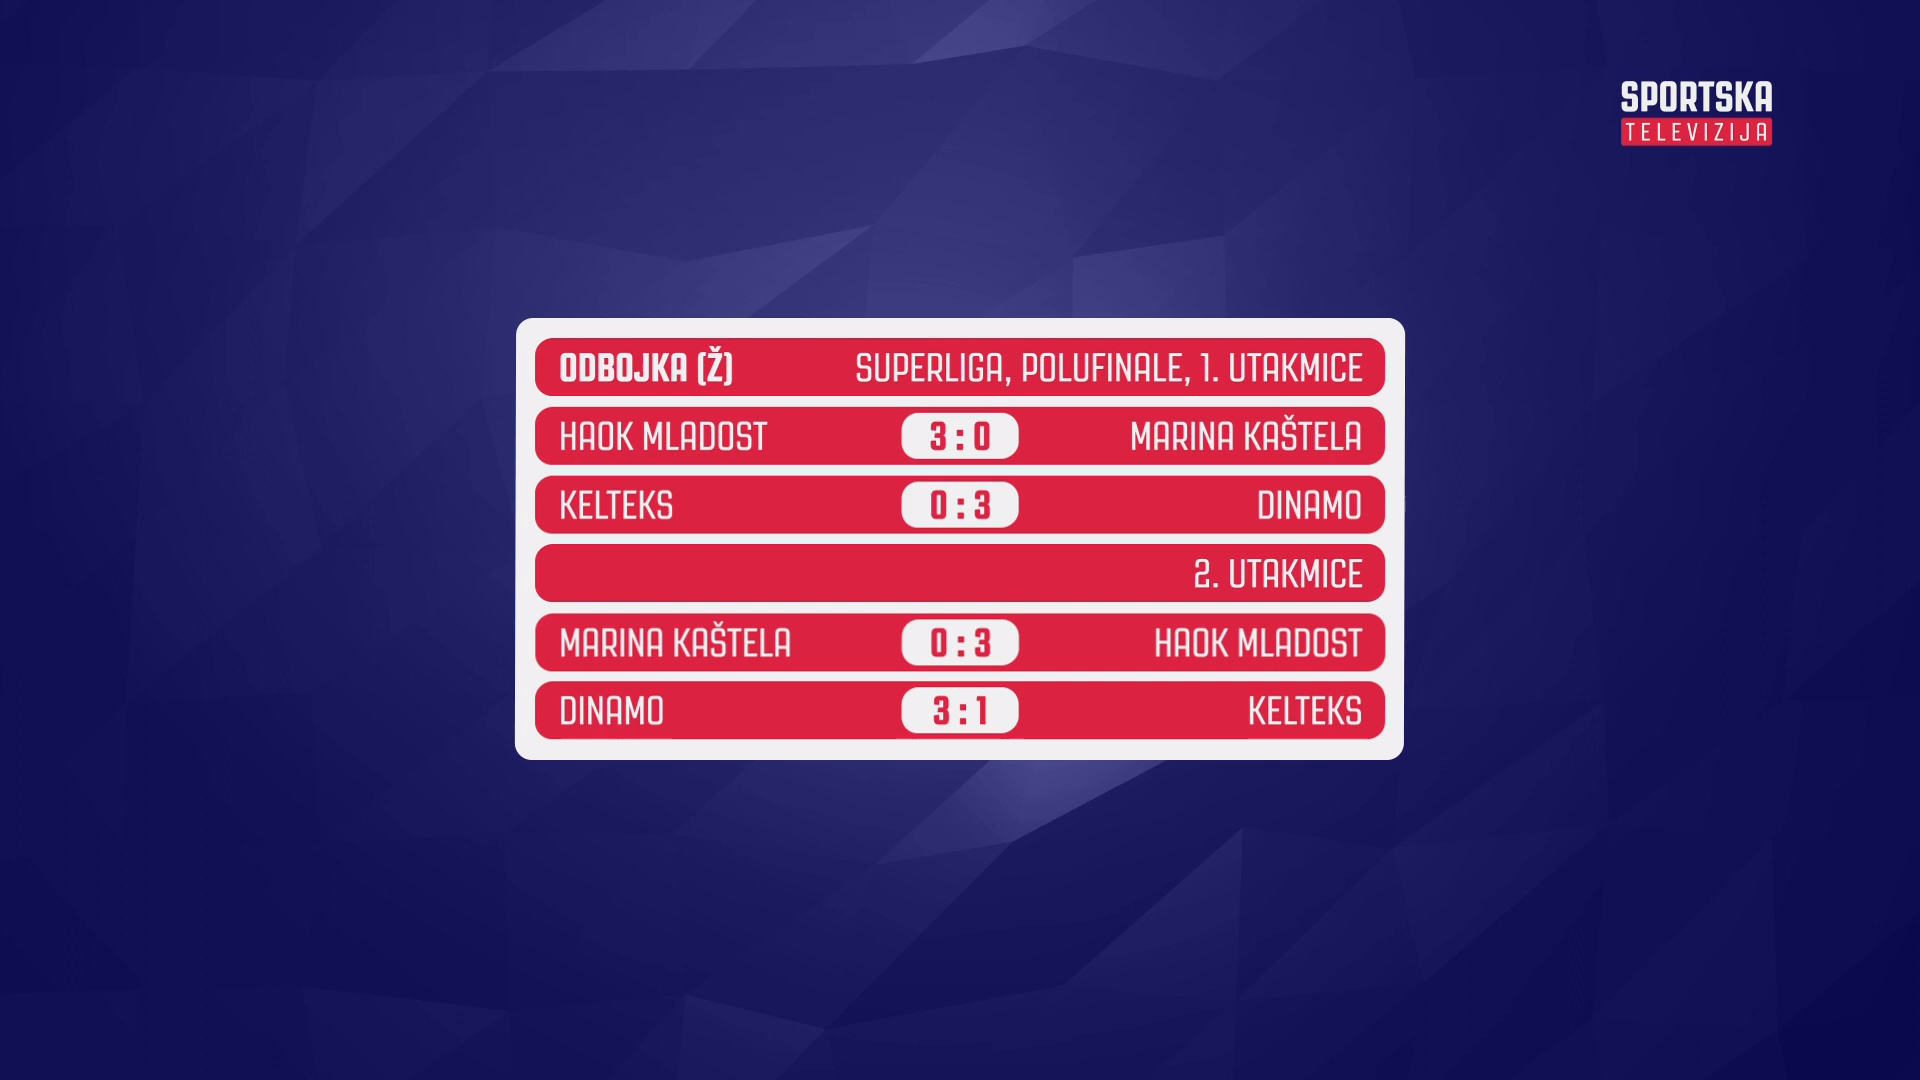 SPORTSKA
TELEVIZIJA
ODBOJKA (Ž) SUPERLIGA, POLUFINALE, 1. UTAKMICE
HAOK MLADOST 3 : 0 MARINA KAŠTELA
KELTEKS 0 : 3 DINAMO
2. UTAKMICE
MARINA KAŠTELA 0 : 3 HAOK MLADOST
DINAMO 3 : 1 KELTEKS